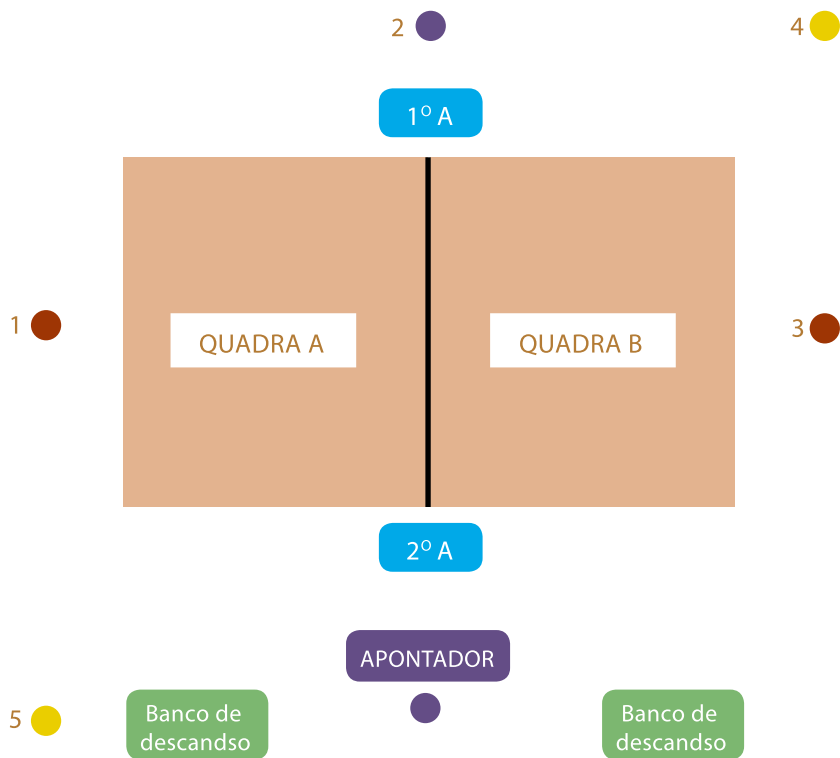 2
4
1º A
1
QUADRA A
QUADRA B
3
2º A
APONTADOR
5
Banco de
descandso
Banco de
descandso